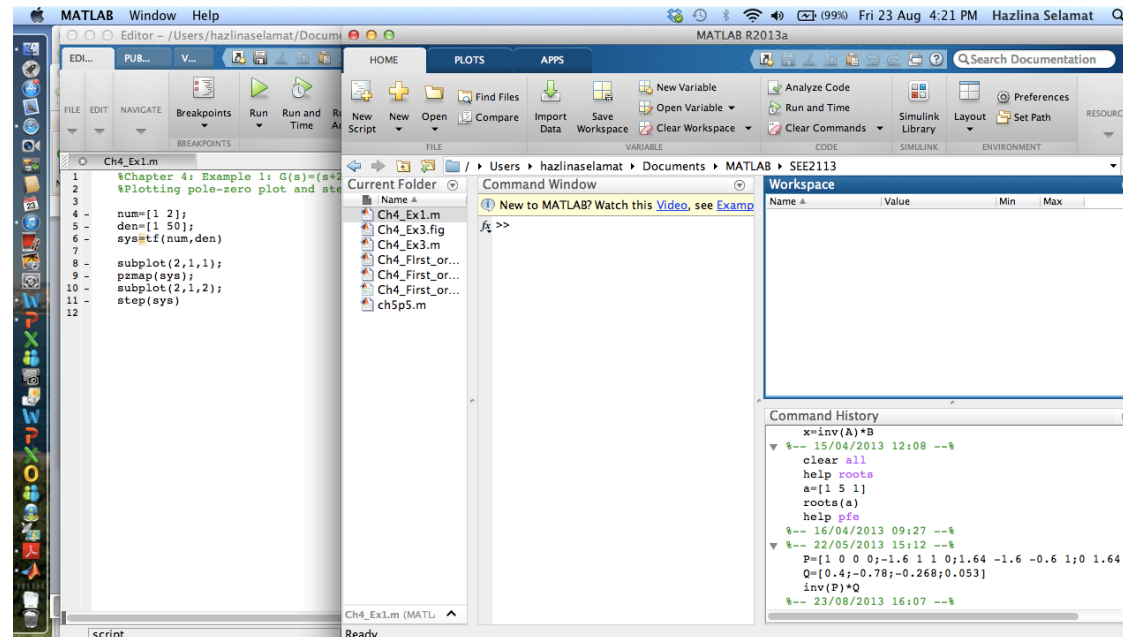 MATLAB Window Help (99%) Fri 23 Aug 4:21 PM Hazlina Selamat
Editor - /Users/hazlinaselamat/Docum
EDI... PUB... V...
FILE EDIT NAVIGATE Breakpoints Run Run and Time
BREAKPOINTS
Ch4_Ex1.m
1 %Chapter 4: Example 1: G(s)=(s+2
2 %Plotting pole-zero plot and ste
3
4 - num=[1 2];
5 - den=[1 50];
6 - sys=tf(num,den)
7
8 - subplot(2,1,1);
9 - pzmap(sys);
10 - subplot(2,1,2);
11 - step(sys)
12
script
MATLAB R2013a
HOME PLOTS APPS
Search Documentation
New Script New Open Find Files Compare
FILE
Import Data Save Workspace New Variable Open Variable Clear Workspace
VARIABLE
Analyze Code Run and Time Clear Commands
CODE
Simulink Library
SIMULINK
Layout Preferences Set Path
ENVIRONMENT
RESOURC
/ Users hazlinaselamat Documents MATLAB SEE2113
Current Folder
Name
Ch4_Ex1.m
Ch4_Ex3.fig
Ch4_Ex3.m
Ch4_FIrst_or...
Ch4_First_or...
Ch4_First_or...
ch5p5.m
Ch4_Ex1.m (MATL
Ready
Command Window
New to MATLAB? Watch this Video, see Examp
fx >>
Workspace
Name Value Min Max
Command History
x=inv(A)*B
%-- 15/04/2013 12:08 --%
clear all
help roots
a=[1 5 1]
roots(a)
help pfe
%-- 16/04/2013 09:27 --%
%-- 22/05/2013 15:12 --%
P=[1 0 0 0;-1.6 1 1 0;1.64 -1.6 -0.6 1;0 1.64
Q=[0.4;-0.78;-0.268;0.053]
inv(P)*Q
%-- 23/08/2013 16:07 --%